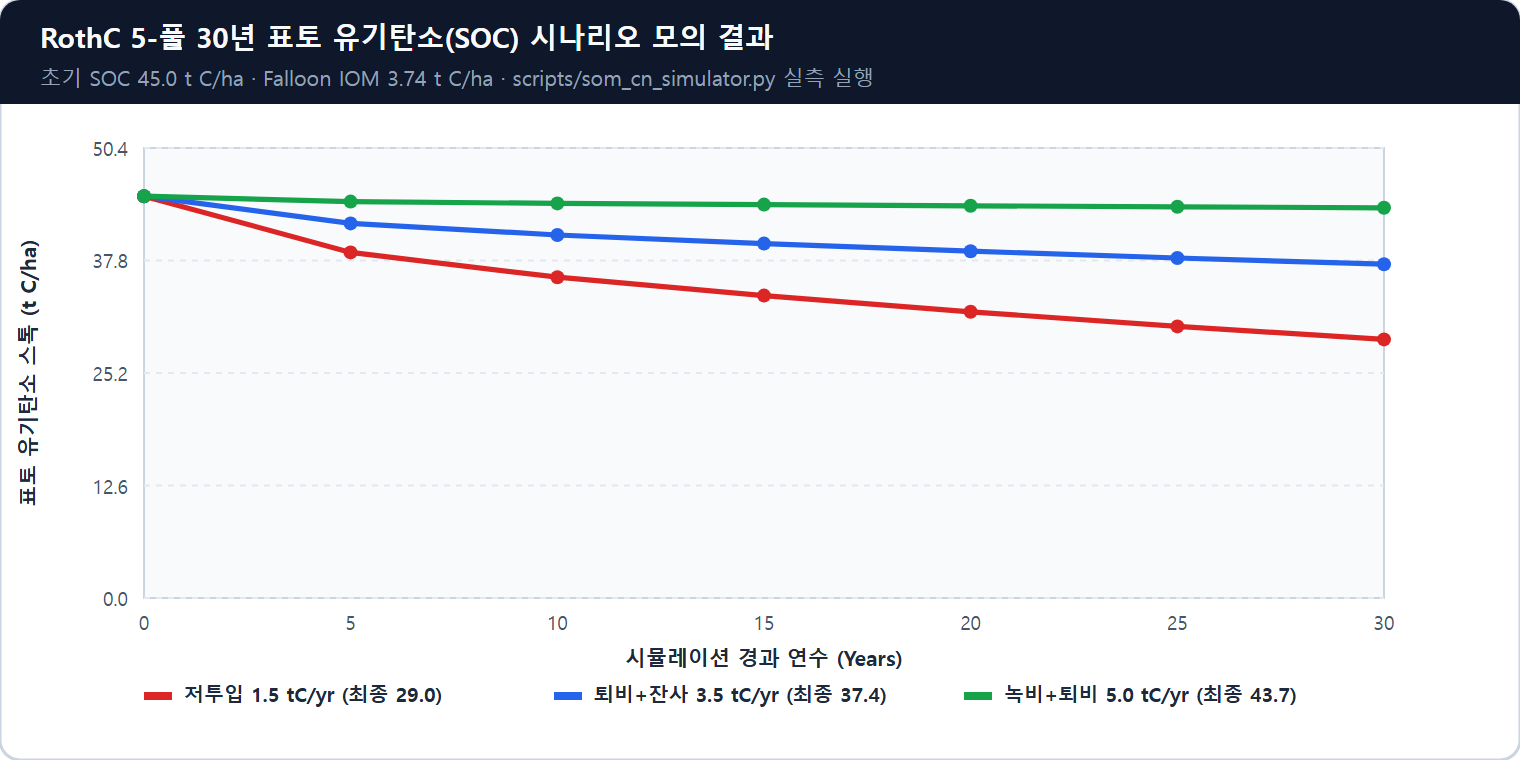 RothC 5-풀 30년 표토 유기탄소(SOC) 시나리오 모의 결과
초기 SOC 45.0 t C/ha · Falloon IOM 3.74 t C/ha · scripts/som_cn_simulator.py 실측 실행
표토 유기탄소 스톡 (t C/ha)
50.4
37.8
25.2
12.6
0.0
0 5 10 15 20 25 30
시뮬레이션 경과 연수 (Years)
저투입 1.5 tC/yr (최종 29.0) 퇴비+잔사 3.5 tC/yr (최종 37.4) 녹비+퇴비 5.0 tC/yr (최종 43.7)